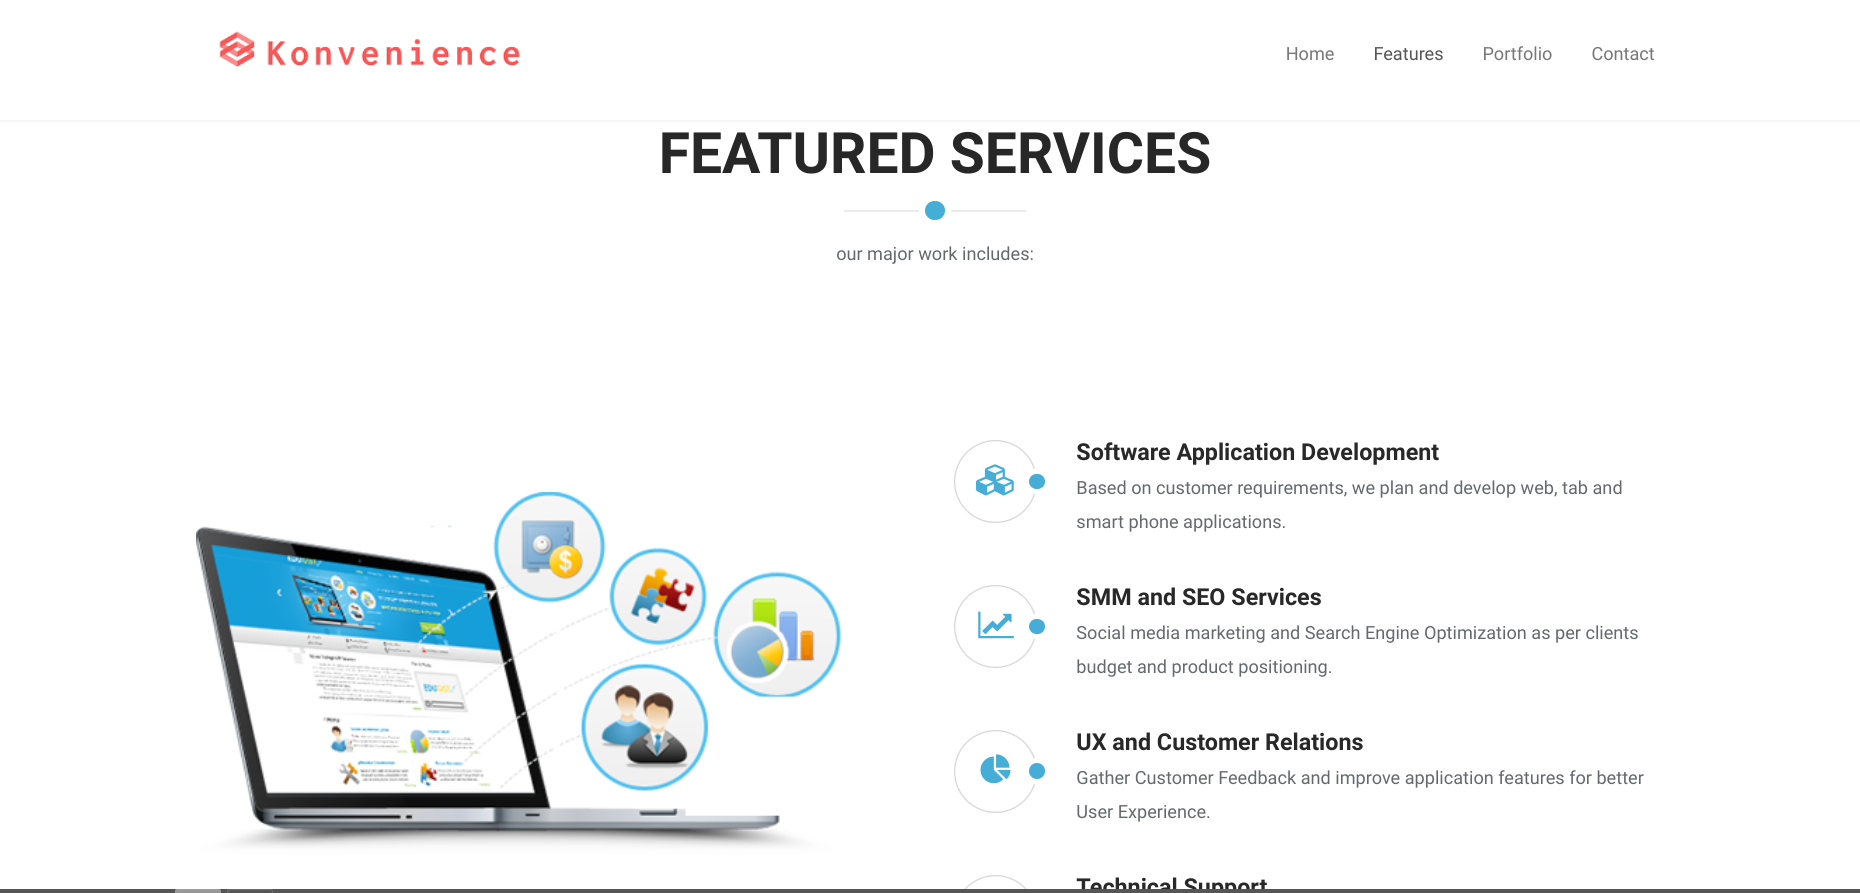 Konvenience
Home Features Portfolio Contact
FEATURED SERVICES
our major work includes:
Software Application Development
Based on customer requirements, we plan and develop web, tab and
smart phone applications.
SMM and SEO Services
Social media marketing and Search Engine Optimization as per clients
budget and product positioning.
UX and Customer Relations
Gather Customer Feedback and improve application features for better
User Experience.
Technical Support